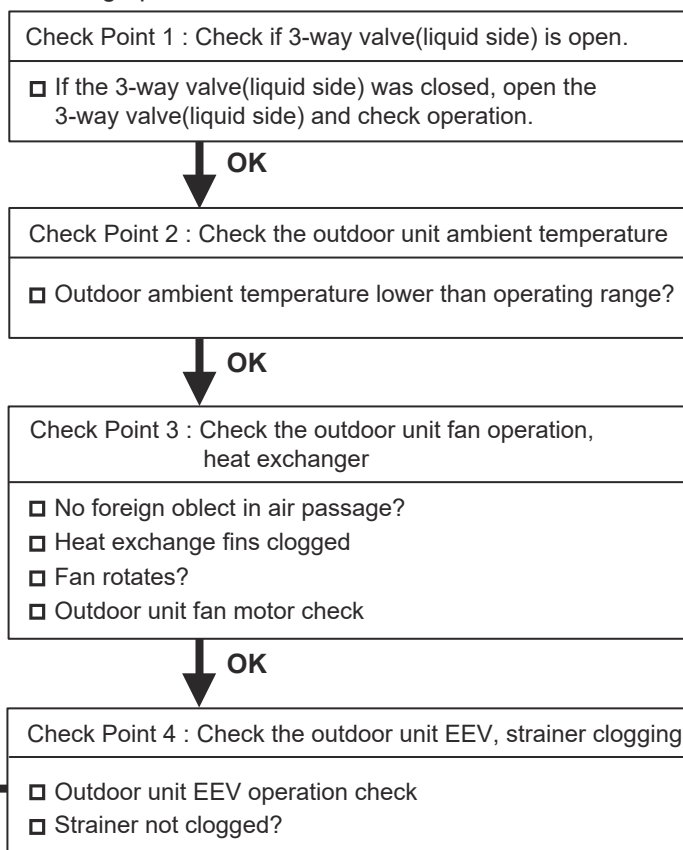 Check Point 1 : Check if 3-way valve(liquid side) is open.
If the 3-way valve(liquid side) was closed, open the
3-way valve(liquid side) and check operation.
OK
Check Point 2 : Check the outdoor unit ambient temperature
Outdoor ambient temperature lower than operating range?
OK
Check Point 3 : Check the outdoor unit fan operation,
heat exchanger
No foreign oblect in air passage?
Heat exchange fins clogged
Fan rotates?
Outdoor unit fan motor check
OK
Check Point 4 : Check the outdoor unit EEV, strainer clogging
Outdoor unit EEV operation check
Strainer not clogged?